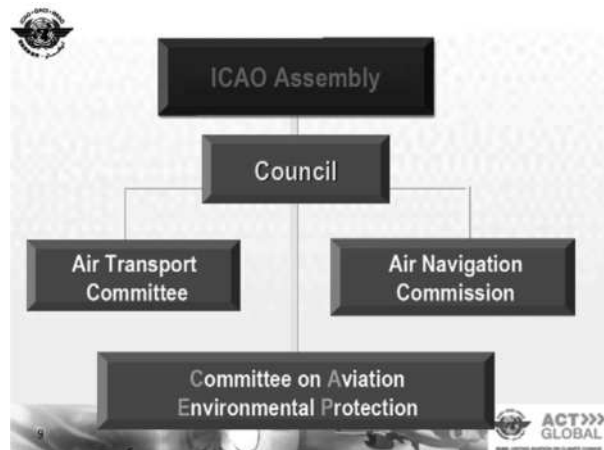 ICAO Assembly
Council
Air Transport
Committee
Air Navigation
Commission
Committee on Aviation
Environmental Protection
9
ACT>>>
GLOBAL